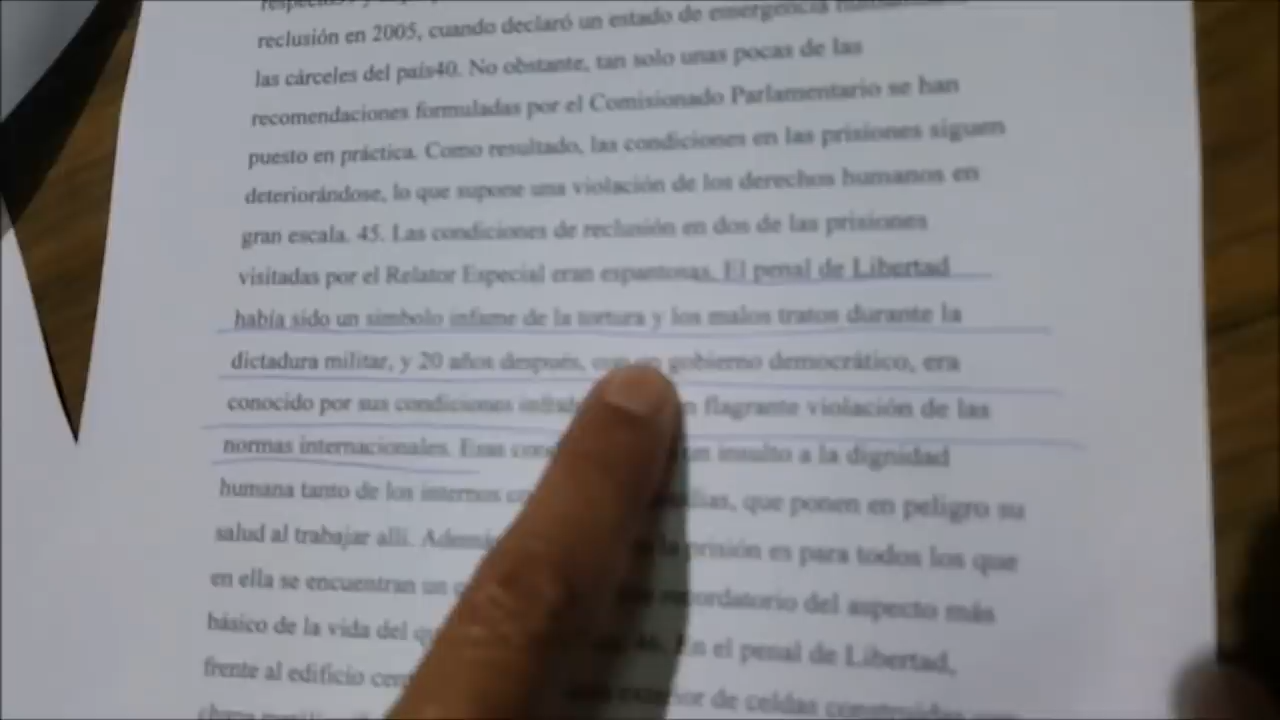 reclusión en 2005, cuando declaró un estado de emergencia
las cárceles del país40. No obstante, tan solo unas pocas de las
recomendaciones formuladas por el Comisionado Parlamentario se han
puesto en práctica. Como resultado, las condiciones en las prisiones siguen
deteriorándose, lo que supone una violación de los derechos humanos en
gran escala. 45. Las condiciones de reclusión en dos de las prisiones
visitadas por el Relator Especial eran espantosas. El penal de Libertad
había sido un símbolo infame de la tortura y los malos tratos durante la
dictadura militar, y 20 años después, gobierno democrático, era
conocido por sus condiciones flagrante violación de las
normas internacionales. Esas insulto a la dignidad
humana tanto de los internos que ponen en peligro su
salud al trabajar allí. prisión es para todos los que
en ella se encuentran un recordatorio del aspecto más
básico de la vida del En el penal de Libertad,
frente al edificio de celdas